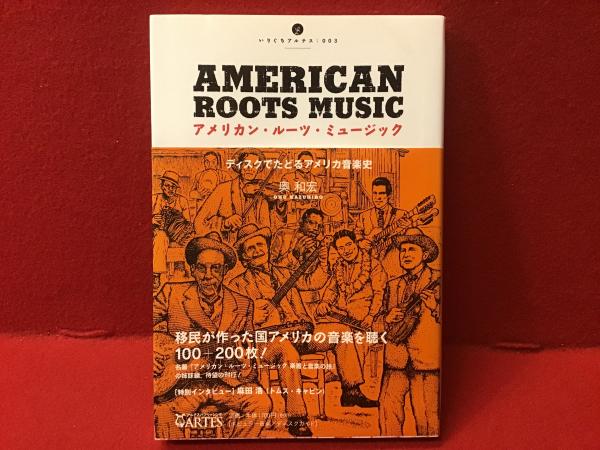 いりぐちアルテス：003
AMERICAN
ROOTS MUSIC
アメリカン・ルーツ・ミュージック
ディスクでたどるアメリカ音楽史
奥 和宏
移民が作った国アメリカの音楽を聴く
100+200枚！
名著『アメリカン・ルーツ・ミュージック 楽器と音楽の旅』
の姉妹編、待望の刊行！
［特別インタビュー］麻田 浩（トムス・キャビン）
ARTES